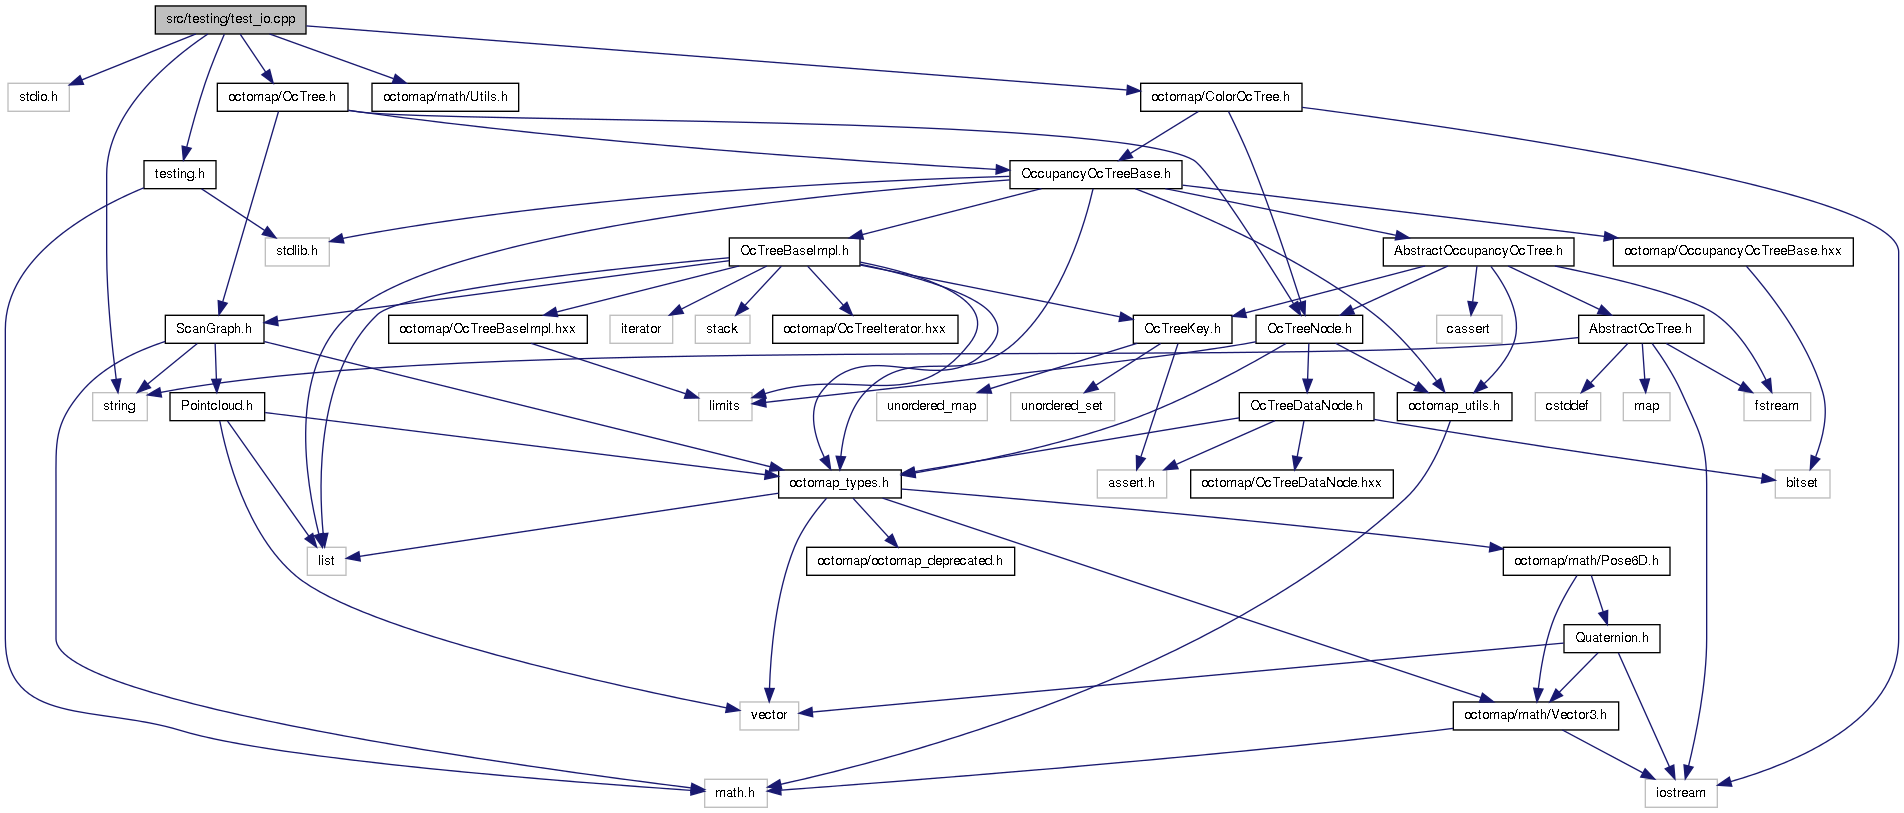 src/testing/test_io.cpp
stdio.h
octomap/OcTree.h
octomap/math/Utils.h
octomap/ColorOcTree.h
testing.h
OccupancyOcTreeBase.h
stdlib.h
OcTreeBaseImpl.h
AbstractOccupancyOcTree.h
octomap/OccupancyOcTreeBase.hxx
ScanGraph.h
octomap/OcTreeBaseImpl.hxx
iterator
stack
octomap/OcTreeIterator.hxx
OcTreeKey.h
OcTreeNode.h
cassert
AbstractOcTree.h
string
Pointcloud.h
limits
unordered_map
unordered_set
OcTreeDataNode.h
octomap_utils.h
cstddef
map
fstream
octomap_types.h
assert.h
octomap/OcTreeDataNode.hxx
bitset
list
octomap/octomap_deprecated.h
octomap/math/Pose6D.h
Quaternion.h
vector
octomap/math/Vector3.h
math.h
iostream